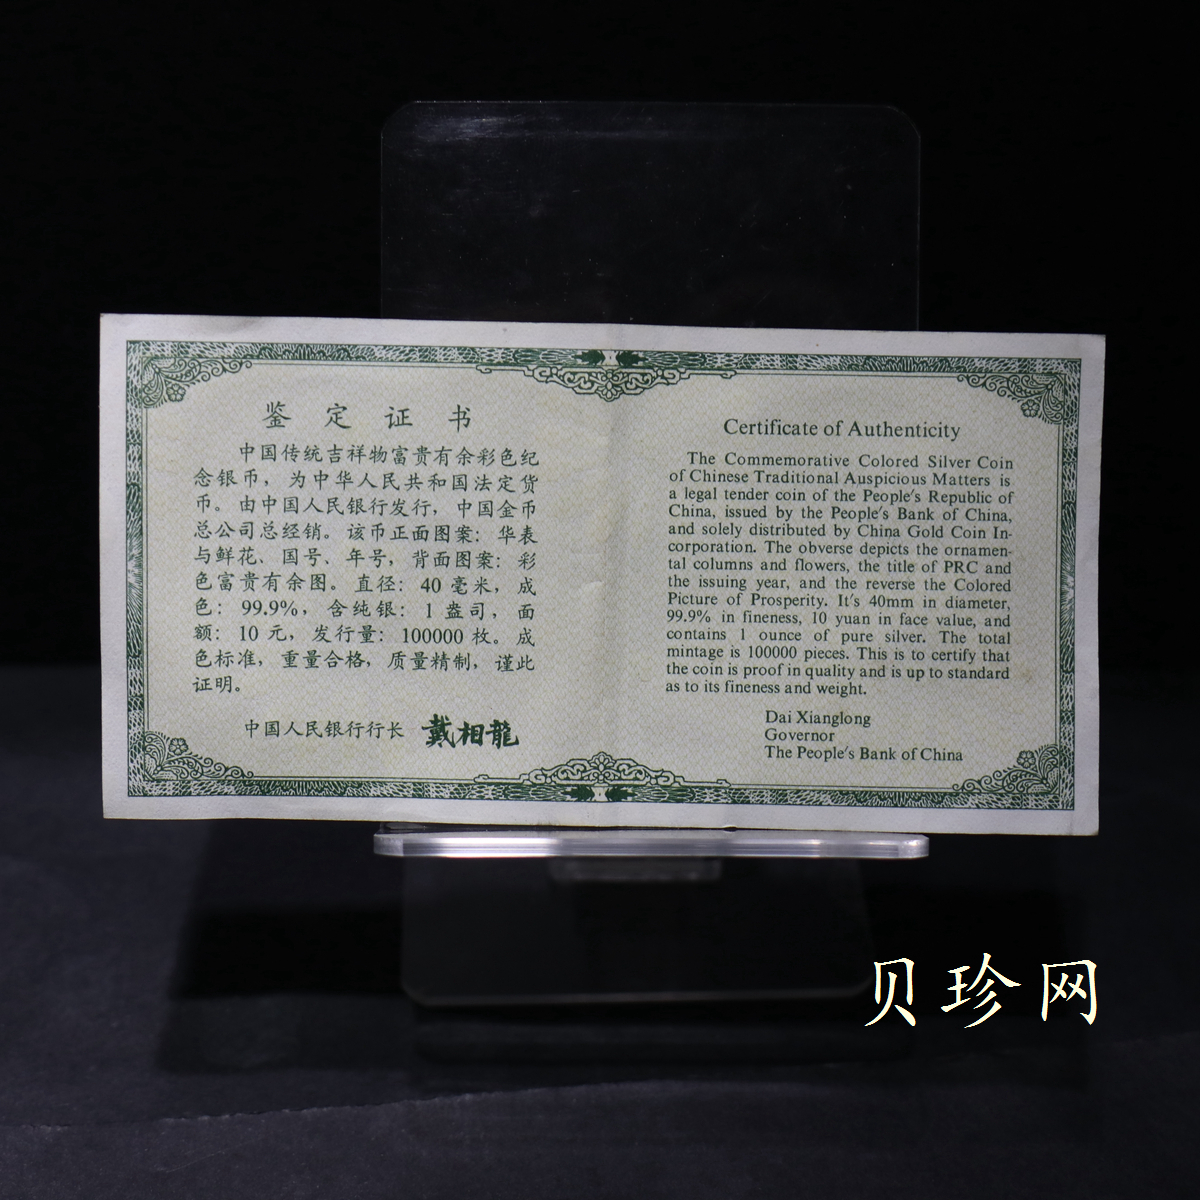 鉴定证书
中国传统吉祥物富贵有余彩色纪
念银币，为中华人民共和国法定货
币。由中国人民银行发行，中国金币
总公司总经销。该币正面图案：华表
与鲜花、国号、年号，背面图案：彩
色富贵有余图。直径：40毫米，成
色：99.9%，含纯银：1盎司，面
额：10元，发行量：100000枚。成
色标准，重量合格，质量精制，谨此
证明。
中国人民银行行长 戴相龍
Certificate of Authenticity
The Commemorative Colored Silver Coin
of Chinese Traditional Auspicious Matters is
a legal tender coin of the People's Republic of
China, issued by the People's Bank of China,
and solely distributed by China Gold Coin In-
corporation. The obverse depicts the ornamen-
tal columns and flowers, the title of PRC and
the issuing year, and the reverse the Colored
Picture of Prosperity. It's 40mm in diameter,
99.9% in fineness, 10 yuan in face value, and
contains 1 ounce of pure silver. The total
mintage is 100000 pieces. This is to certify that
the coin is proof in quality and is up to standard
as to its fineness and weight.
Dai Xianglong
Governor
The People's Bank of China
贝珍网